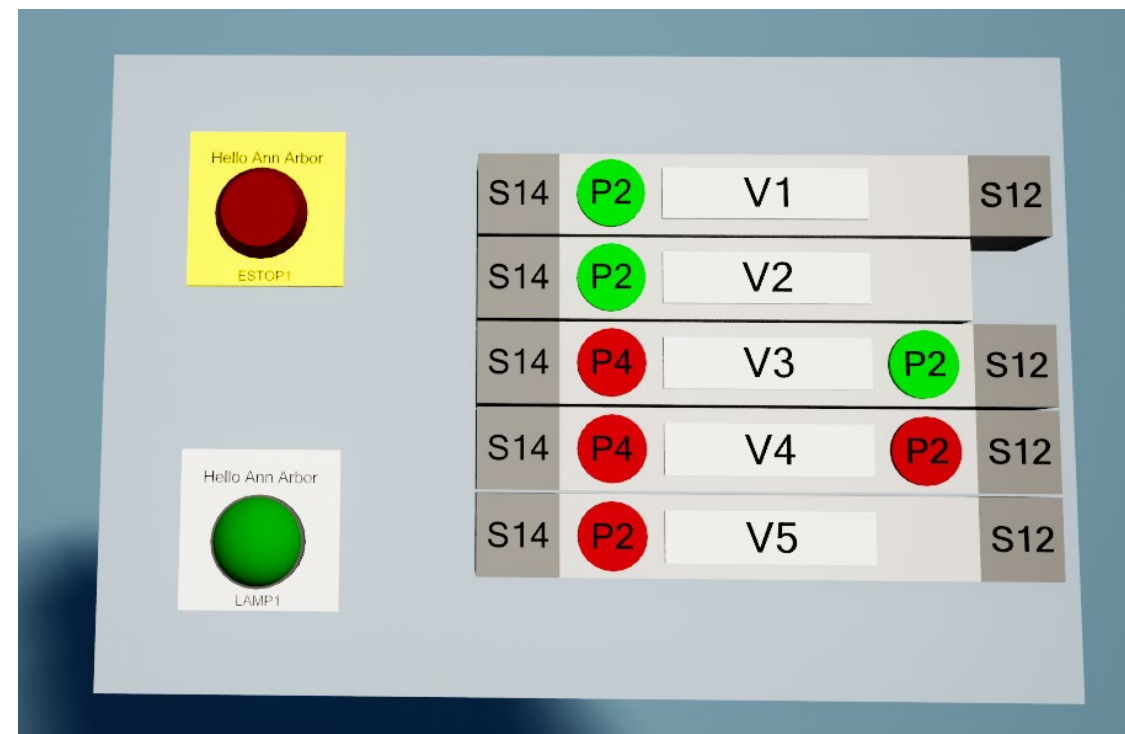 Hello Ann Arbor
ESTOP1
S14 P2 V1 S12
S14 P2 V2
S14 P4 V3 P2 S12
S14 P4 V4 P2 S12
Hello Ann Arbor
LAMP1
S14 P2 V5 S12